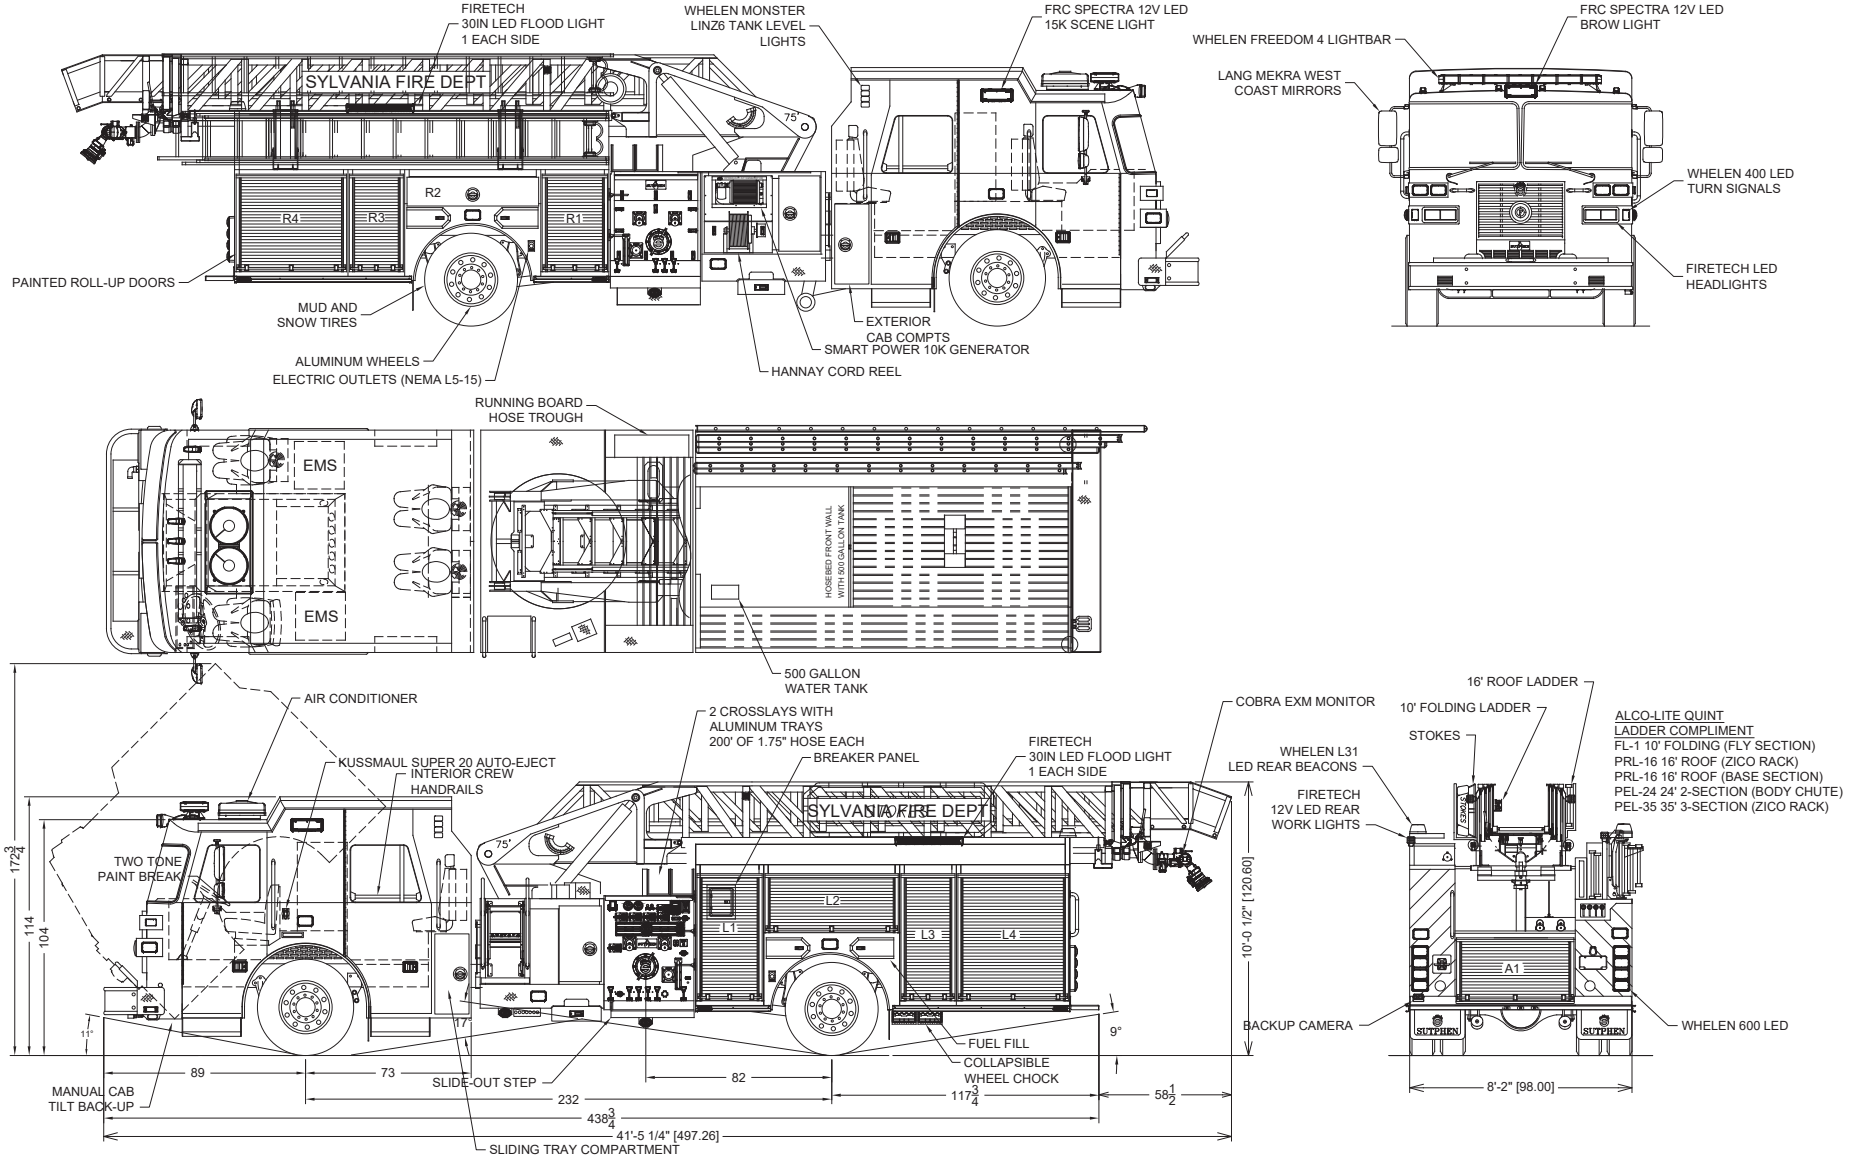 FIRETECH
30IN LED FLOOD LIGHT
1 EACH SIDE
WHELEN MONSTER
LINZ6 TANK LEVEL
LIGHTS
FRC SPECTRA 12V LED
15K SCENE LIGHT
FRC SPECTRA 12V LED
BROW LIGHT
WHELEN FREEDOM 4 LIGHTBAR
LANG MEKRA WEST
COAST MIRRORS
SYLVANIA FIRE DEPT
75'
WHELEN 400 LED
TURN SIGNALS
R4
R3
R2
R1
PAINTED ROLL-UP DOORS
FIRETECH LED
HEADLIGHTS
MUD AND
SNOW TIRES
EXTERIOR
CAB COMPTS
SMART POWER 10K GENERATOR
ALUMINUM WHEELS
HANNAY CORD REEL
ELECTRIC OUTLETS (NEMA L5-15)
RUNNING BOARD
HOSE TROUGH
EMS
EMS
HOSEBED FRONT WALL
WITH 500 GALLON TANK
500 GALLON
WATER TANK
AIR CONDITIONER
2 CROSSLAYS WITH
ALUMINUM TRAYS
200' OF 1.75" HOSE EACH
BREAKER PANEL
COBRA EXM MONITOR
16' ROOF LADDER
10' FOLDING LADDER
STOKES
ALCO-LITE QUINT
LADDER COMPLIMENT
FL-1 10' FOLDING (FLY SECTION)
PRL-16 16' ROOF (ZICO RACK)
PRL-16 16' ROOF (BASE SECTION)
PEL-24 24' 2-SECTION (BODY CHUTE)
PEL-35 35' 3-SECTION (ZICO RACK)
FIRETECH
30IN LED FLOOD LIGHT
1 EACH SIDE
WHELEN L31
LED REAR BEACONS
FIRETECH
12V LED REAR
WORK LIGHTS
KUSSMAUL SUPER 20 AUTO-EJECT
INTERIOR CREW
HANDRAILS
SYLVANIA FIRE DEPT
STOKES
STOKES
TWO TONE
PAINT BREAK
75'
172 3/4
114
104
L1
L2
L3
L4
A1
10'-0 1/2" [120.60]
11°
17°
9°
BACKUP CAMERA
SUTPHEN
SUTPHEN
WHELEN 600 LED
FUEL FILL
COLLAPSIBLE
WHEEL CHOCK
SLIDE-OUT STEP
MANUAL CAB
TILT BACK-UP
89
73
82
232
117 3/4
58 1/2
8'-2" [98.00]
438 3/4
41'-5 1/4" [497.26]
SLIDING TRAY COMPARTMENT